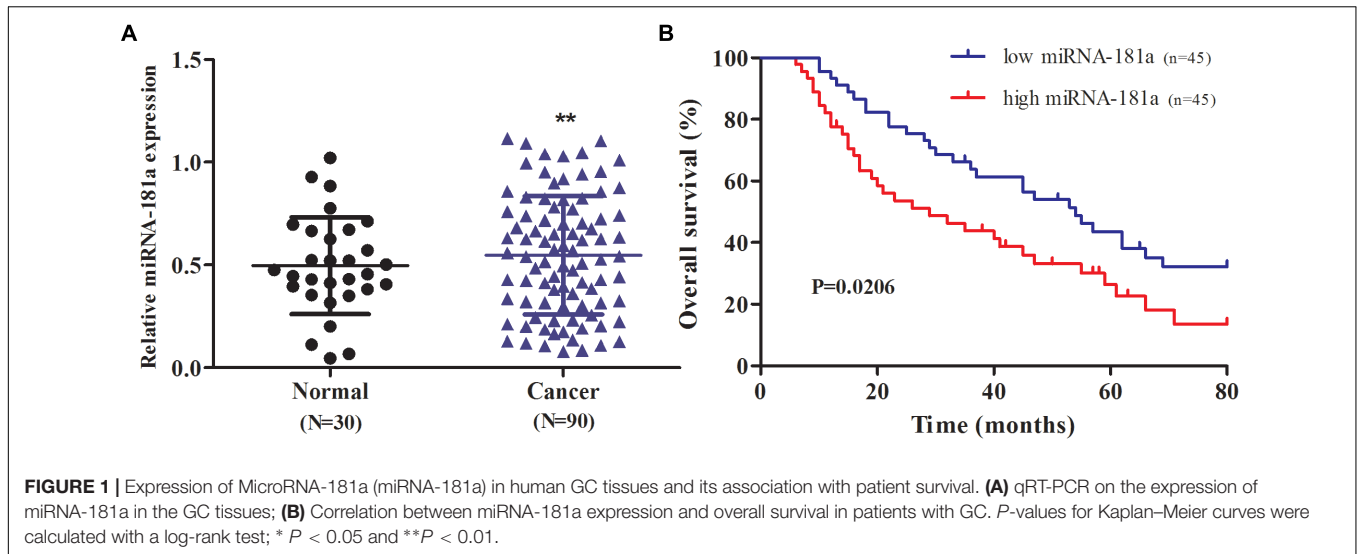 A
1.5
1.0
0.5
0.0
Relative miRNA-181a expression
**
Normal
(N=30)
Cancer
(N=90)
B
100
80
60
40
20
0
Overall survival (%)
low miRNA-181a (n=45)
high miRNA-181a (n=45)
P=0.0206
0 20 40 60 80
Time (months)
FIGURE 1 | Expression of MicroRNA-181a (miRNA-181a) in human GC tissues and its association with patient survival. (A) qRT-PCR on the expression of
miRNA-181a in the GC tissues; (B) Correlation between miRNA-181a expression and overall survival in patients with GC. P-values for Kaplan–Meier curves were
calculated with a log-rank test; * P < 0.05 and **P < 0.01.